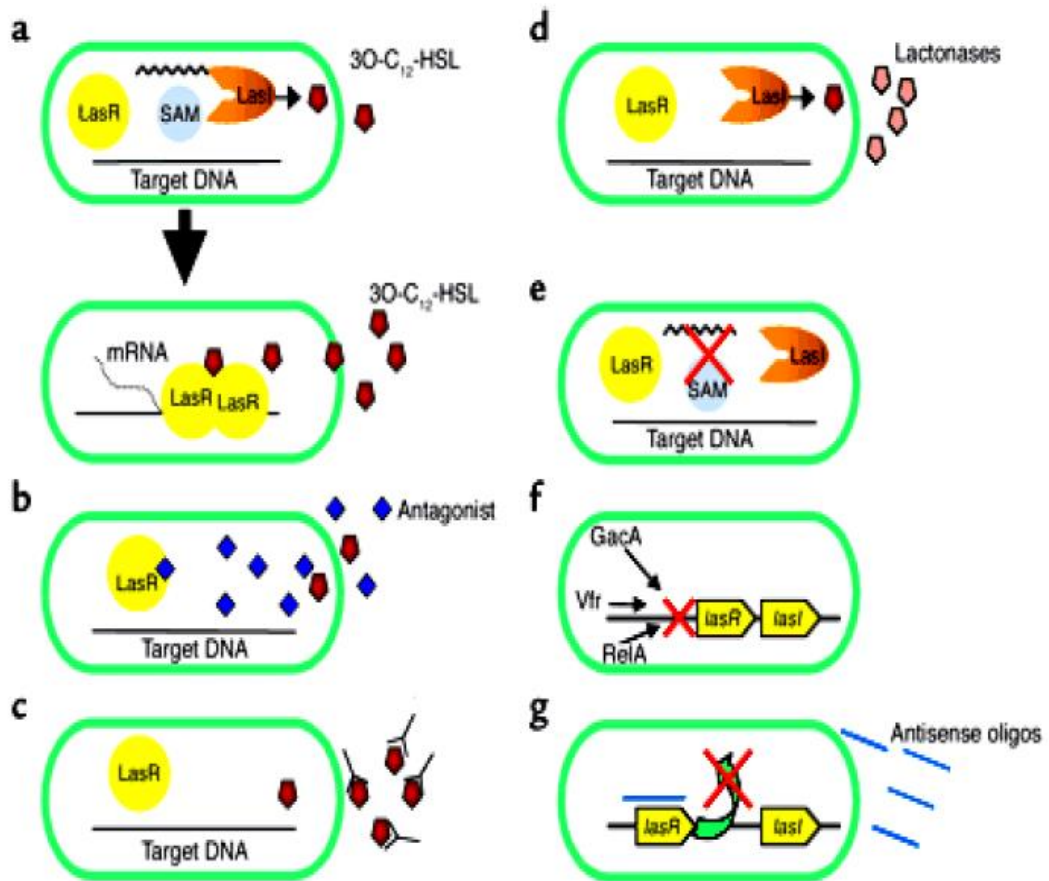 a
3O-C12-HSL
LasR
SAM
LasI
Target DNA
3O-C12-HSL
mRNA
LasR
LasR
b
Antagonist
LasR
Target DNA
c
LasR
Target DNA
d
Lactonases
LasR
LasI
Target DNA
e
LasR
SAM
LasI
Target DNA
f
GacA
Vfr
lasR
lasI
RelA
g
Antisense oligos
lasR
lasI